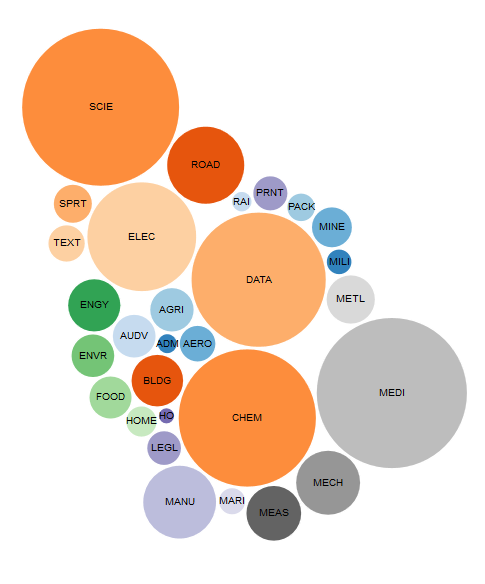 SCIE
ROAD
PRNT
RAI
SPRT
PACK
MINE
ELEC
TEXT
MILI
DATA
METL
ENGY
AGRI
AUDV
ADM
AERO
ENVR
BLDG
MEDI
FOOD
HO
HOME
CHEM
LEGL
MECH
MANU
MARI
MEAS